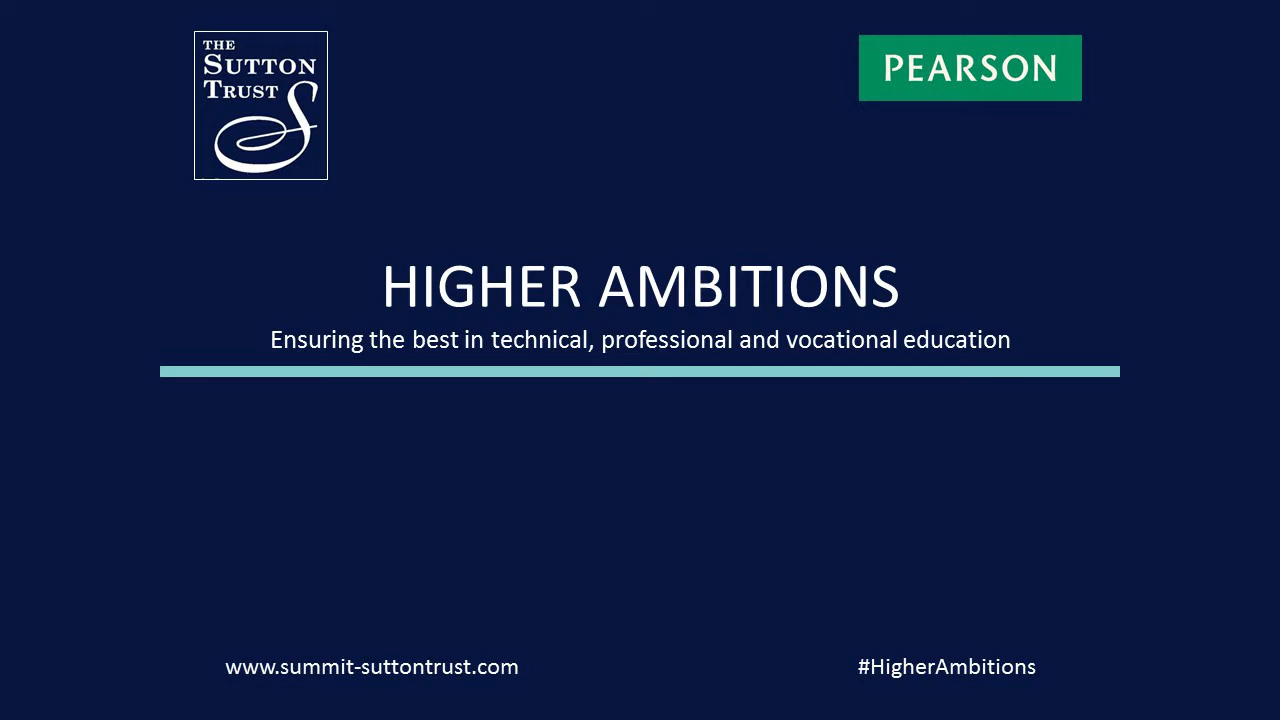 THE
SUTTON
TRUST
PEARSON
HIGHER AMBITIONS
Ensuring the best in technical, professional and vocational education
www.summit-suttontrust.com
#HigherAmbitions